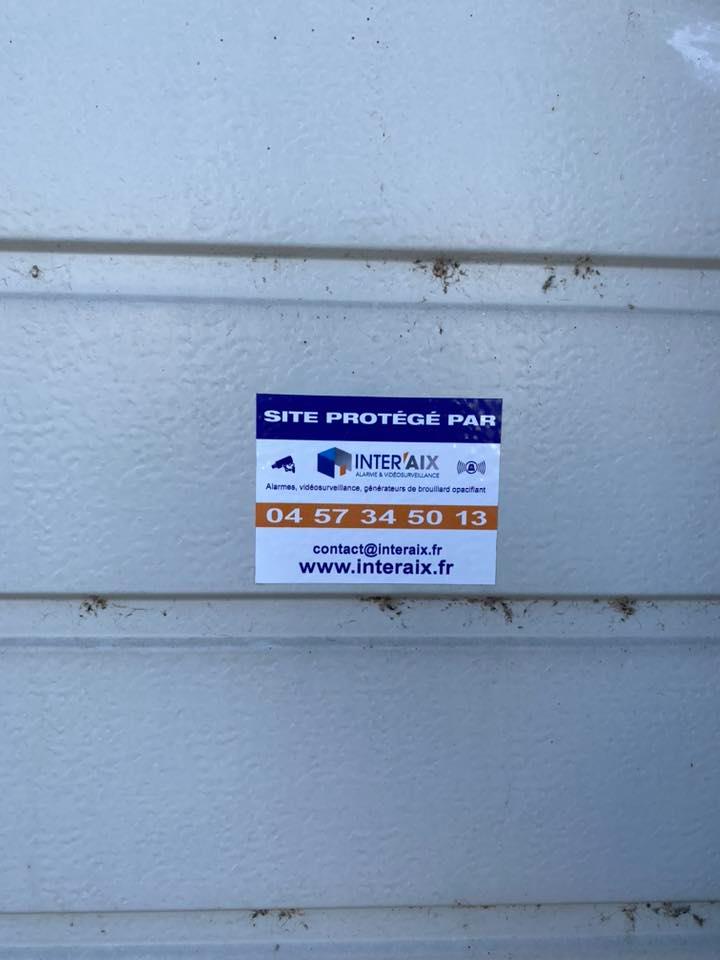 SITE PROTÉGÉ PAR
INTER'AIX
ALARME & VIDÉOSURVEILLANCE
Alarmes, vidéosurveillance, générateurs de brouillard opacifiant
04 57 34 50 13
contact@interaix.fr
www.interaix.fr